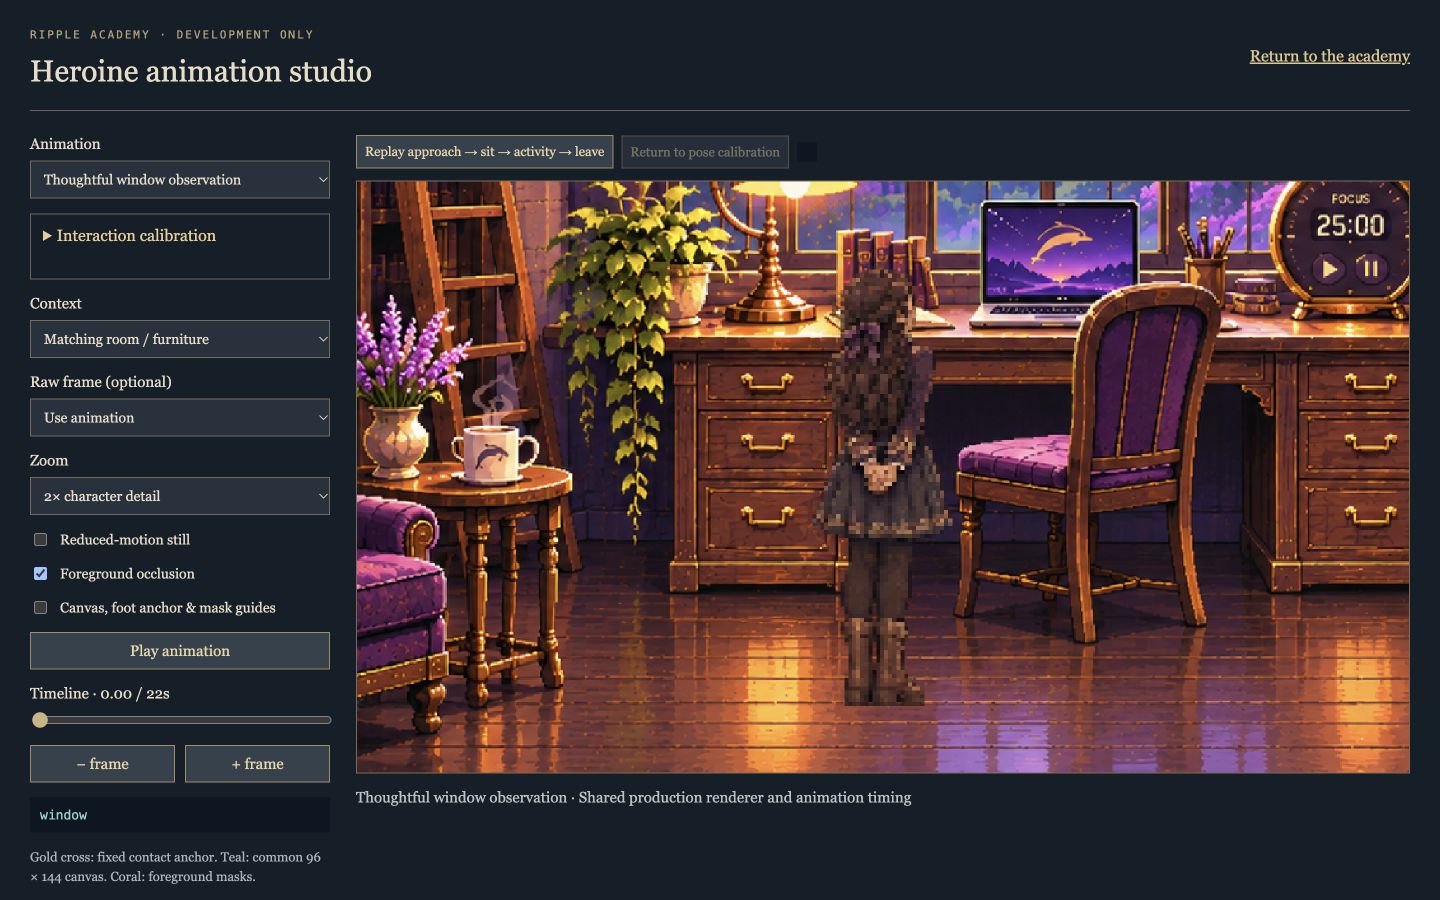 RIPPLE ACADEMY · DEVELOPMENT ONLY
Heroine animation studio
Return to the academy
Animation
Thoughtful window observation
Interaction calibration
Context
Matching room / furniture
Raw frame (optional)
Use animation
Zoom
2× character detail
Reduced-motion still
Foreground occlusion
Canvas, foot anchor & mask guides
Play animation
Timeline · 0.00 / 22s
− frame
+ frame
window
Gold cross: fixed contact anchor. Teal: common 96
× 144 canvas. Coral: foreground masks.
Replay approach → sit → activity → leave
Return to pose calibration
FOCUS
25:00
Thoughtful window observation · Shared production renderer and animation timing